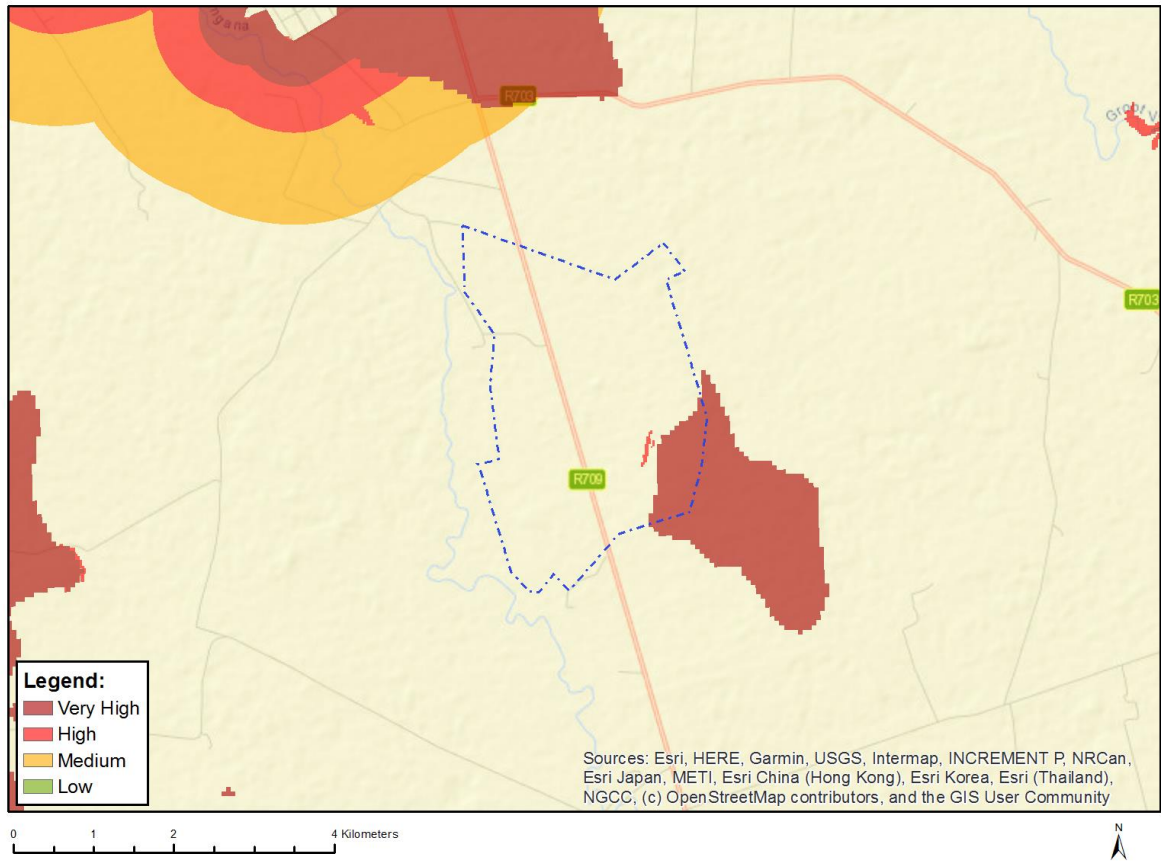 ngana
R703
Groot V
R703
R709
Legend:
Very High
High
Medium
Low
Sources: Esri, HERE, Garmin, USGS, Intermap, INCREMENT P, NRCan,
Esri Japan, METI, Esri China (Hong Kong), Esri Korea, Esri (Thailand),
NGCC, (c) OpenStreetMap contributors, and the GIS User Community
0 1 2 4 Kilometers
N